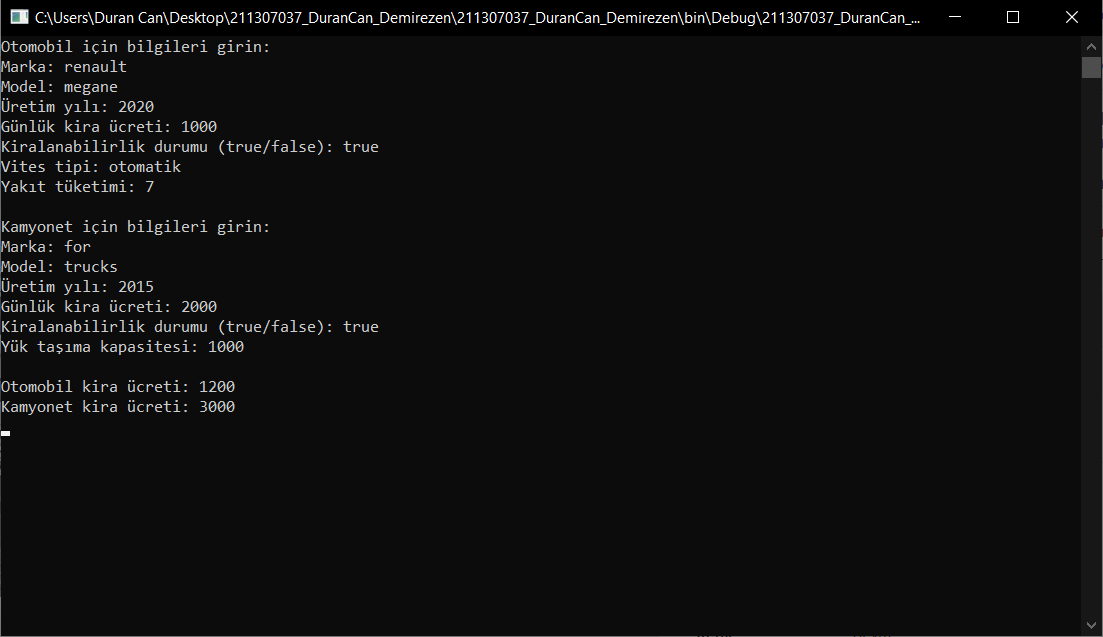 C:\Users\Duran Can\Desktop\211307037_DuranCan_Demirezen\211307037_DuranCan_Demirezen\bin\Debug\211307037_DuranCan_...
Otomobil için bilgileri girin:
Marka: renault
Model: megane
Üretim yılı: 2020
Günlük kira ücreti: 1000
Kiralanabilirlik durumu (true/false): true
Vites tipi: otomatik
Yakıt tüketimi: 7
Kamyonet için bilgileri girin:
Marka: for
Model: trucks
Üretim yılı: 2015
Günlük kira ücreti: 2000
Kiralanabilirlik durumu (true/false): true
Yük taşıma kapasitesi: 1000
Otomobil kira ücreti: 1200
Kamyonet kira ücreti: 3000